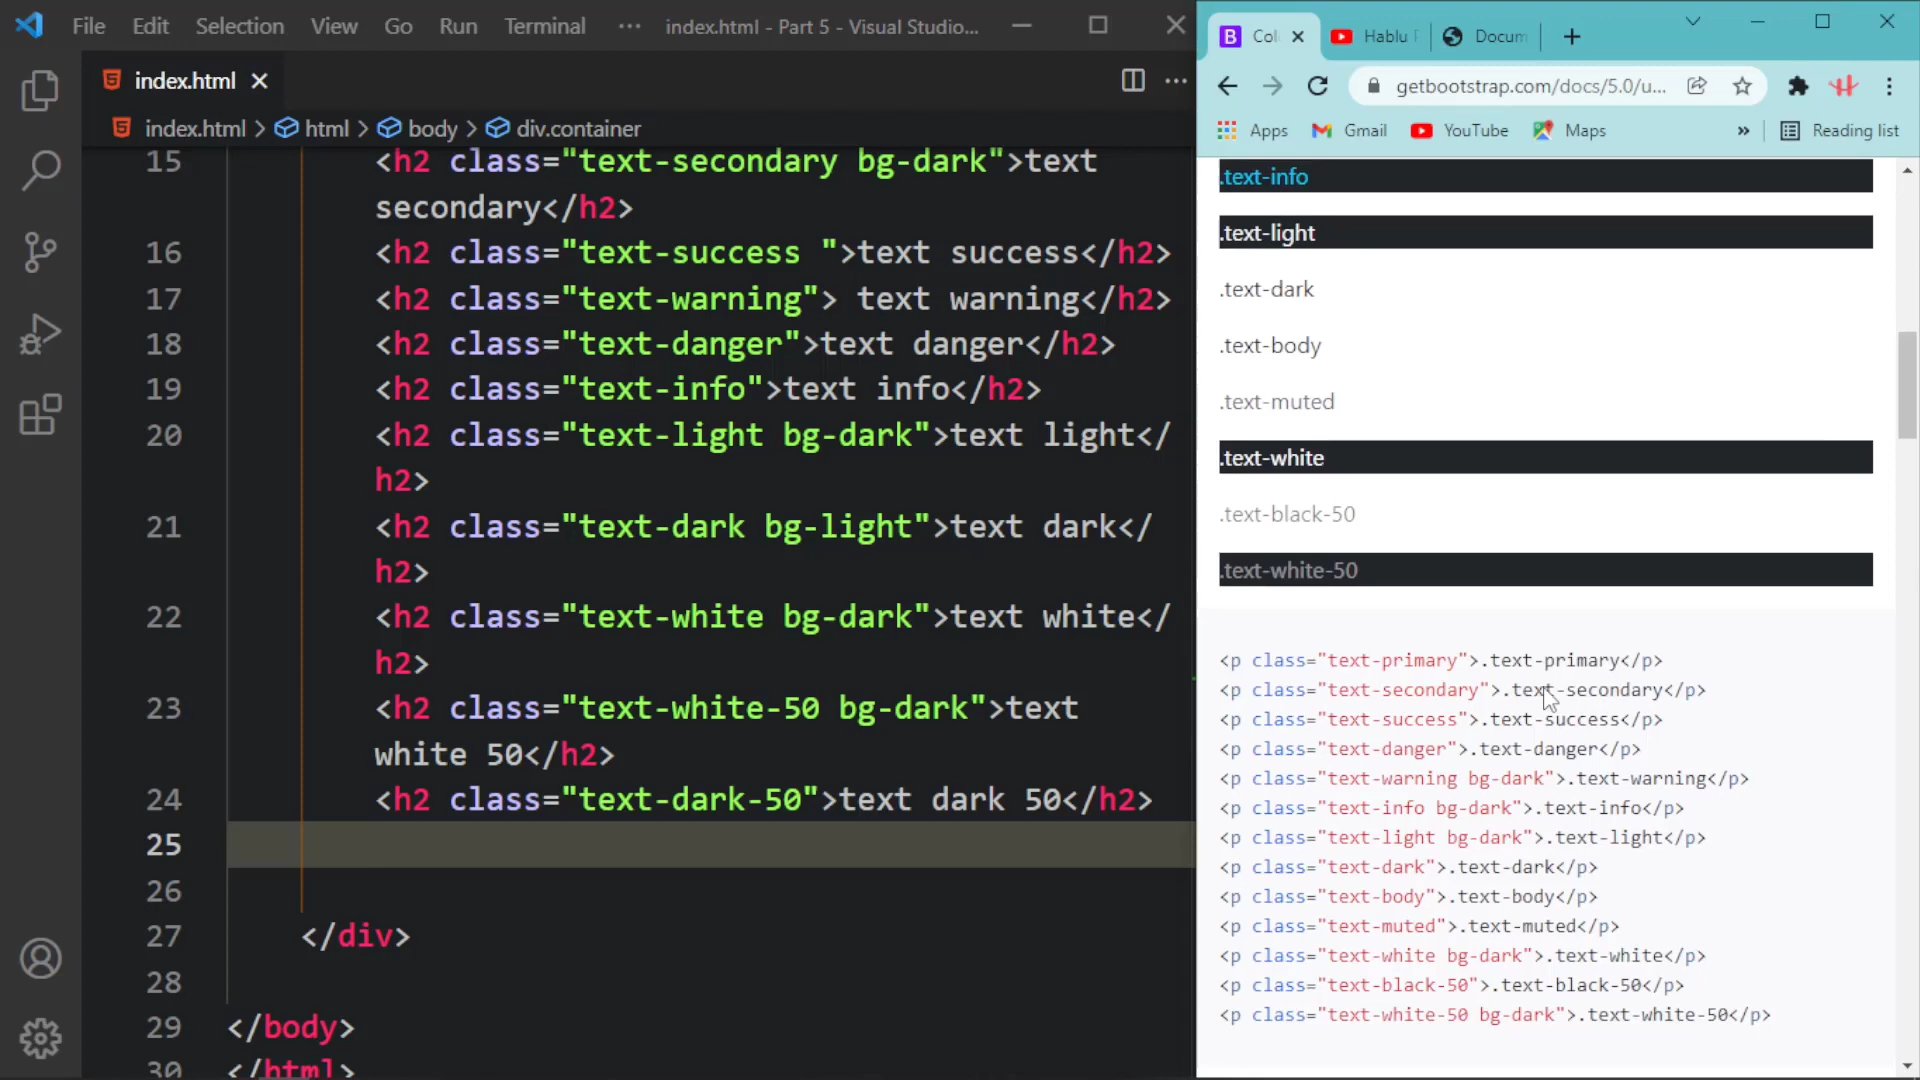 File Edit Selection View Go Run Terminal ··· index.html - Part 5 - Visual Studio...
index.html
index.html > html > body > div.container
15 <h2 class="text-secondary bg-dark">text
secondary</h2>
16 <h2 class="text-success ">text success</h2>
17 <h2 class="text-warning"> text warning</h2>
18 <h2 class="text-danger">text danger</h2>
19 <h2 class="text-info">text info</h2>
20 <h2 class="text-light bg-dark">text light</
h2>
21 <h2 class="text-dark bg-light">text dark</
h2>
22 <h2 class="text-white bg-dark">text white</
h2>
23 <h2 class="text-white-50 bg-dark">text
white 50</h2>
24 <h2 class="text-dark-50">text dark 50</h2>
25
26
27 </div>
28
29 </body>
30 </html>
Col Hablu Docum
getbootstrap.com/docs/5.0/u...
Apps Gmail YouTube Maps » Reading list
.text-info
.text-light
.text-dark
.text-body
.text-muted
.text-white
.text-black-50
.text-white-50
<p class="text-primary">.text-primary</p>
<p class="text-secondary">.text-secondary</p>
<p class="text-success">.text-success</p>
<p class="text-danger">.text-danger</p>
<p class="text-warning bg-dark">.text-warning</p>
<p class="text-info bg-dark">.text-info</p>
<p class="text-light bg-dark">.text-light</p>
<p class="text-dark">.text-dark</p>
<p class="text-body">.text-body</p>
<p class="text-muted">.text-muted</p>
<p class="text-white bg-dark">.text-white</p>
<p class="text-black-50">.text-black-50</p>
<p class="text-white-50 bg-dark">.text-white-50</p>